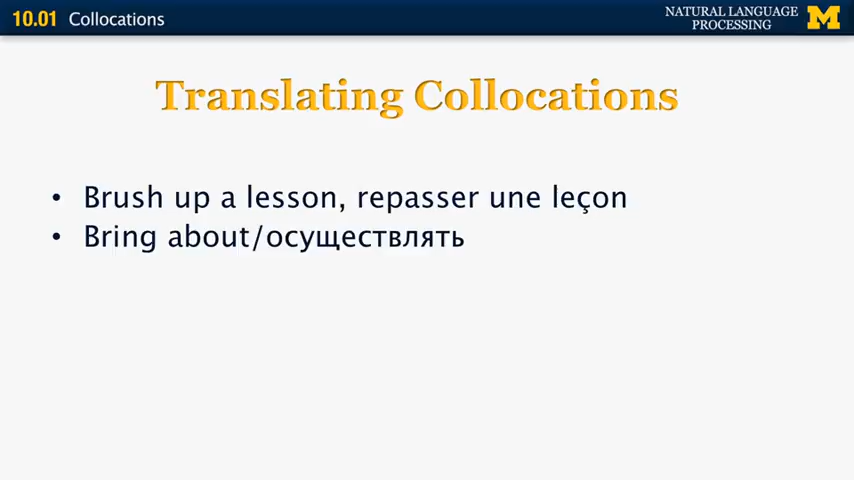 10.01 Collocations
NATURAL LANGUAGE
PROCESSING
M
Translating Collocations
• Brush up a lesson, repasser une leçon
• Bring about/осуществлять